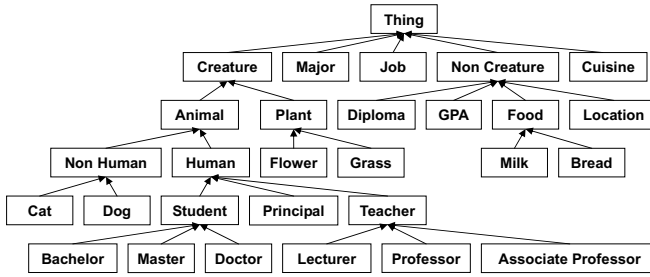 Thing
Creature Major Job Non Creature Cuisine
Animal Plant Diploma GPA Food Location
Non Human Human Flower Grass Milk Bread
Cat Dog Student Principal Teacher
Bachelor Master Doctor Lecturer Professor Associate Professor